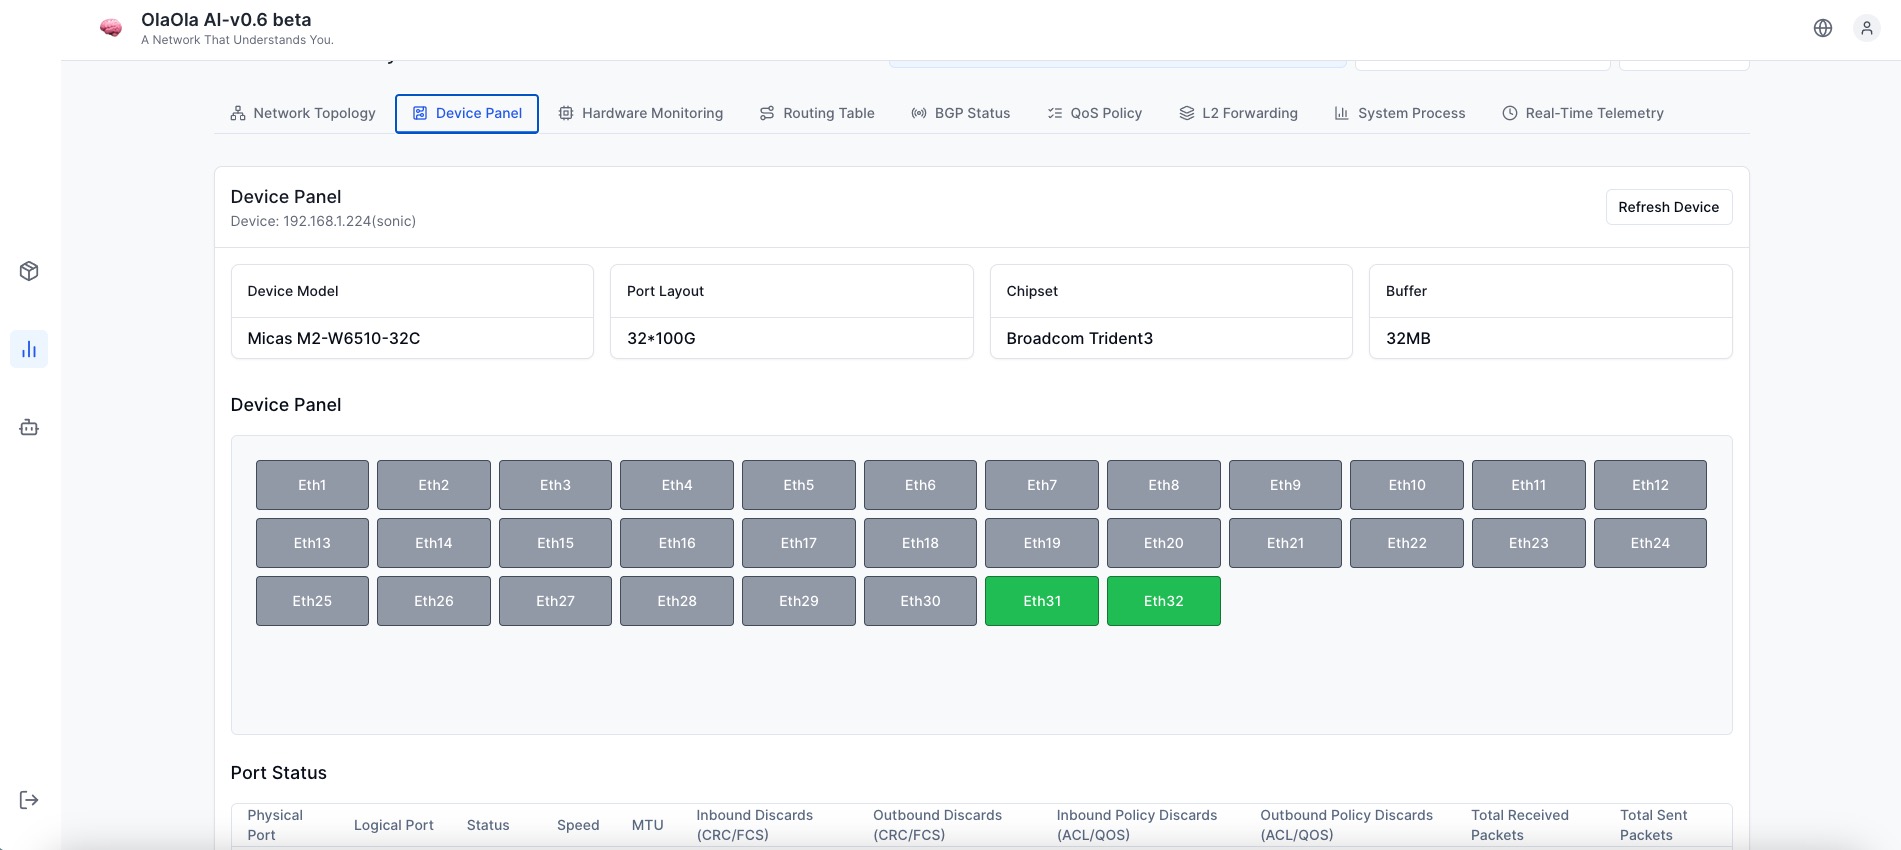 OlaOla AI-v0.6 beta
A Network That Understands You.
Network Topology
Device Panel
Hardware Monitoring
Routing Table
BGP Status
QoS Policy
L2 Forwarding
System Process
Real-Time Telemetry
Device Panel
Device: 192.168.1.224(sonic)
Refresh Device
Device Model
Micas M2-W6510-32C
Port Layout
32*100G
Chipset
Broadcom Trident3
Buffer
32MB
Device Panel
Eth1
Eth2
Eth3
Eth4
Eth5
Eth6
Eth7
Eth8
Eth9
Eth10
Eth11
Eth12
Eth13
Eth14
Eth15
Eth16
Eth17
Eth18
Eth19
Eth20
Eth21
Eth22
Eth23
Eth24
Eth25
Eth26
Eth27
Eth28
Eth29
Eth30
Eth31
Eth32
Port Status
Physical
Port
Logical Port
Status
Speed
MTU
Inbound Discards
(CRC/FCS)
Outbound Discards
(CRC/FCS)
Inbound Policy Discards
(ACL/QOS)
Outbound Policy Discards
(ACL/QOS)
Total Received
Packets
Total Sent
Packets